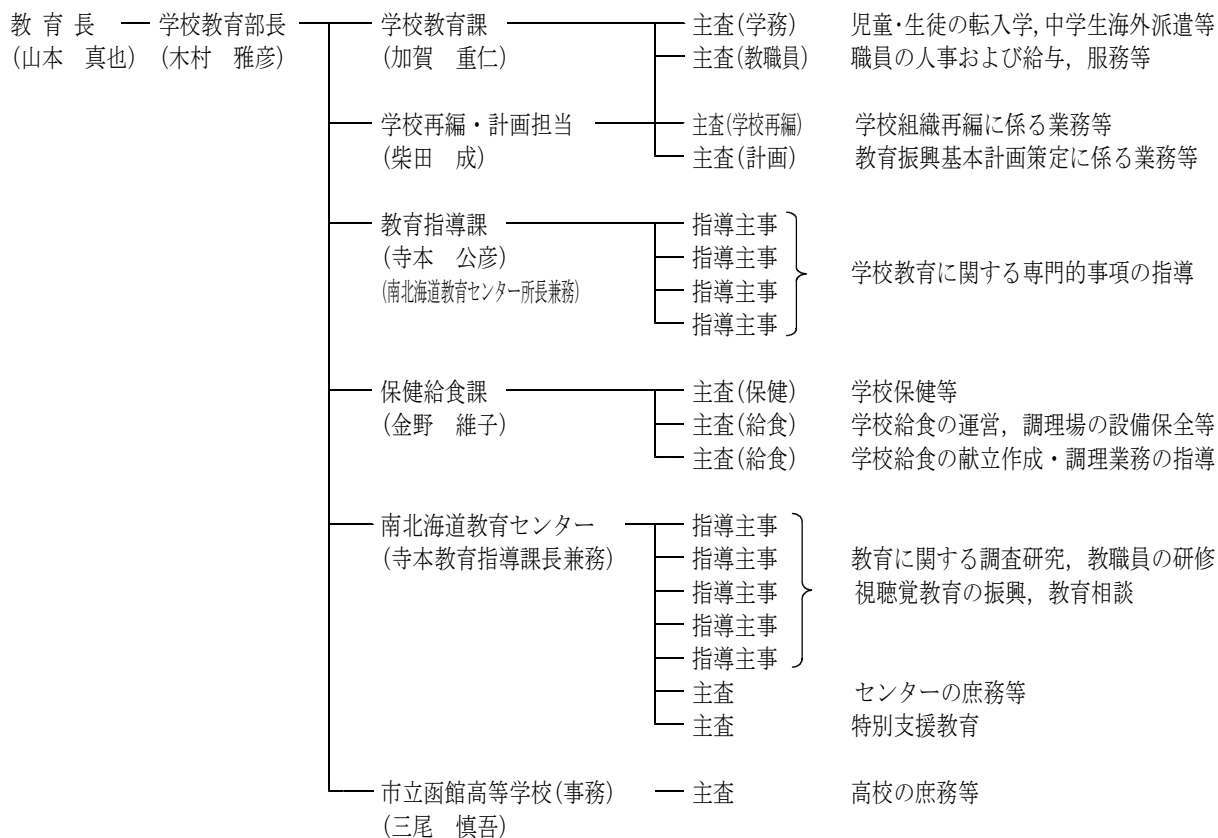 教育長 学校教育部長 学校教育課 主査(学務) 児童・生徒の転入学,中学生海外派遣等
(山本 真也) (木村 雅彦) (加賀 重仁) 主査(教職員) 職員の人事および給与，服務等
学校再編・計画担当 主査(学校再編) 学校組織再編に係る業務等
(柴田 成) 主査(計画) 教育振興基本計画策定に係る業務等
教育指導課 指導主事
(寺本 公彦) 指導主事
学校教育に関する専門的事項の指導
(南北海道教育センター所長兼務) 指導主事
指導主事
保健給食課 主査(保健) 学校保健等
(金野 維子) 主査(給食) 学校給食の運営，調理場の設備保全等
主査(給食) 学校給食の献立作成・調理業務の指導
南北海道教育センター 指導主事
(寺本教育指導課長兼務) 指導主事 教育に関する調査研究，教職員の研修
指導主事 視聴覚教育の振興，教育相談
指導主事
指導主事
主査 センターの庶務等
主査 特別支援教育
市立函館高等学校(事務) 主査 高校の庶務等
(三尾 慎吾)